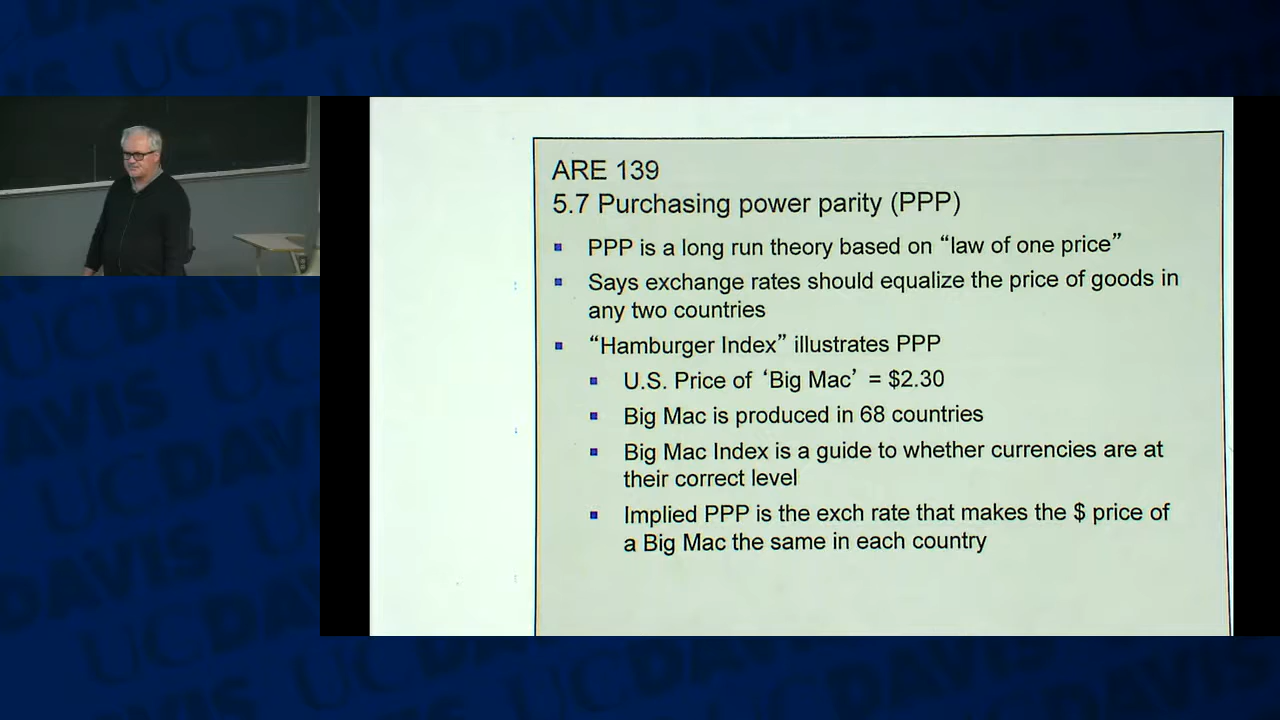 ARE 139
5.7 Purchasing power parity (PPP)
▪ PPP is a long run theory based on “law of one price”
▪ Says exchange rates should equalize the price of goods in
any two countries
▪ “Hamburger Index” illustrates PPP
▪ U.S. Price of ‘Big Mac’ = $2.30
▪ Big Mac is produced in 68 countries
▪ Big Mac Index is a guide to whether currencies are at
their correct level
▪ Implied PPP is the exch rate that makes the $ price of
a Big Mac the same in each country
UCDAVIS